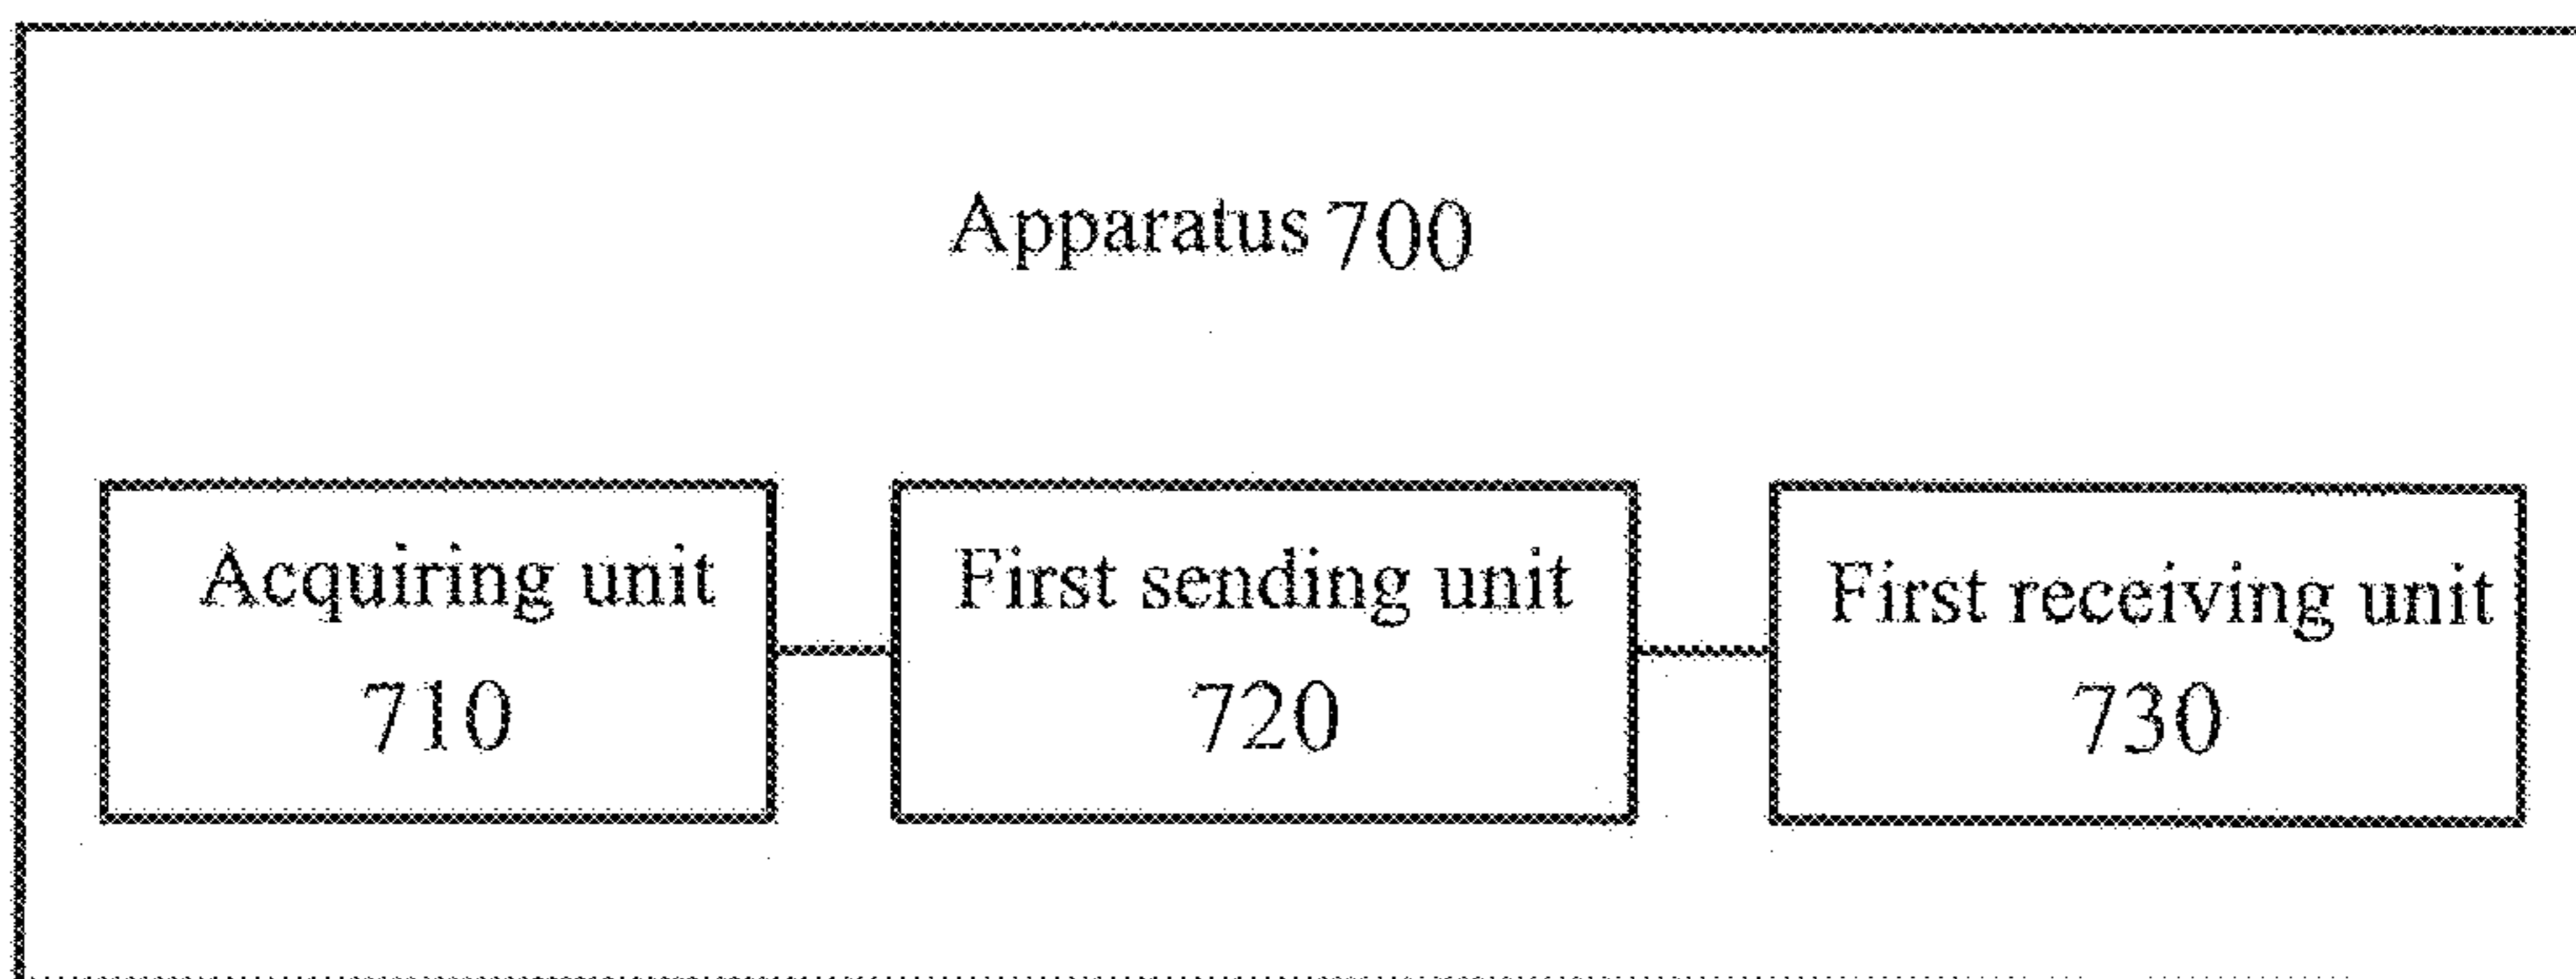 Apparatus 700
Acquiring unit
710
First sending unit
720
First receiving unit
730